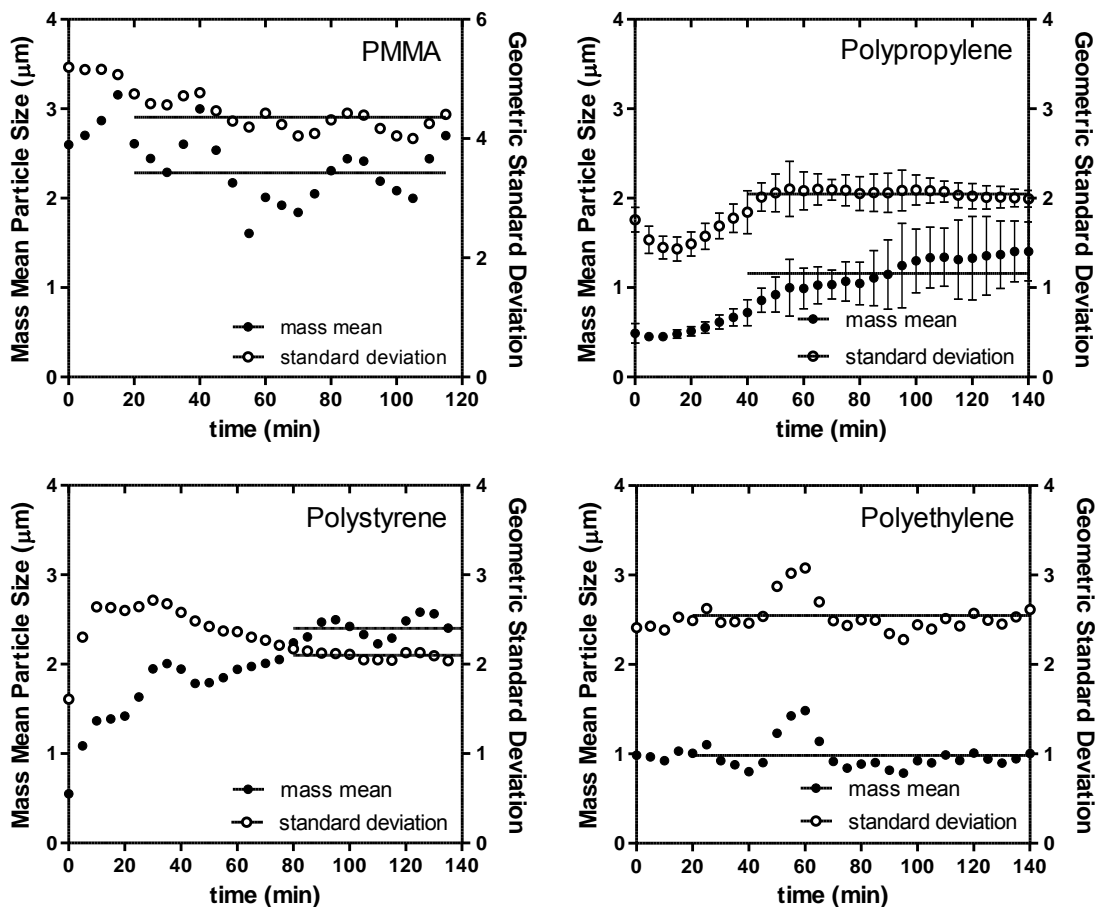 PMMA
Mass Mean Particle Size (μm)
4
3
2
1
0
6
4
2
0
Geometric Standard Deviation
mass mean
standard deviation
0 20 40 60 80 100 120
time (min)
Polypropylene
Mass Mean Particle Size (μm)
4
3
2
1
0
4
3
2
1
0
Geometric Standard Deviation
mass mean
standard deviation
0 20 40 60 80 100 120 140
time (min)
Polystyrene
Mass Mean Particle Size (μm)
4
3
2
1
0
4
3
2
1
0
Geometric Standard Deviation
mass mean
standard deviation
0 20 40 60 80 100 120 140
time (min)
Polyethylene
Mass Mean Particle Size (μm)
4
3
2
1
0
4
3
2
1
0
Geometric Standard Deviation
mass mean
standard deviation
0 20 40 60 80 100 120 140
time (min)